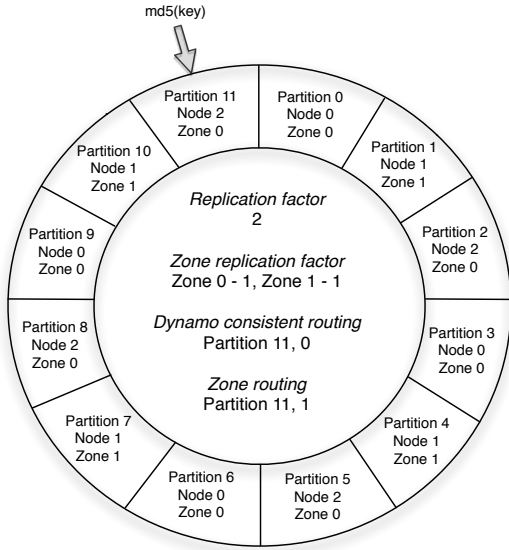 md5(key)
Partition 11
Node 2
Zone 0
Partition 0
Node 0
Zone 0
Partition 1
Node 1
Zone 1
Partition 2
Node 2
Zone 0
Partition 3
Node 0
Zone 0
Partition 4
Node 1
Zone 1
Partition 5
Node 2
Zone 0
Partition 6
Node 0
Zone 0
Partition 7
Node 1
Zone 1
Partition 8
Node 2
Zone 0
Partition 9
Node 0
Zone 0
Partition 10
Node 1
Zone 1
Replication factor
2
Zone replication factor
Zone 0 - 1, Zone 1 - 1
Dynamo consistent routing
Partition 11, 0
Zone routing
Partition 11, 1